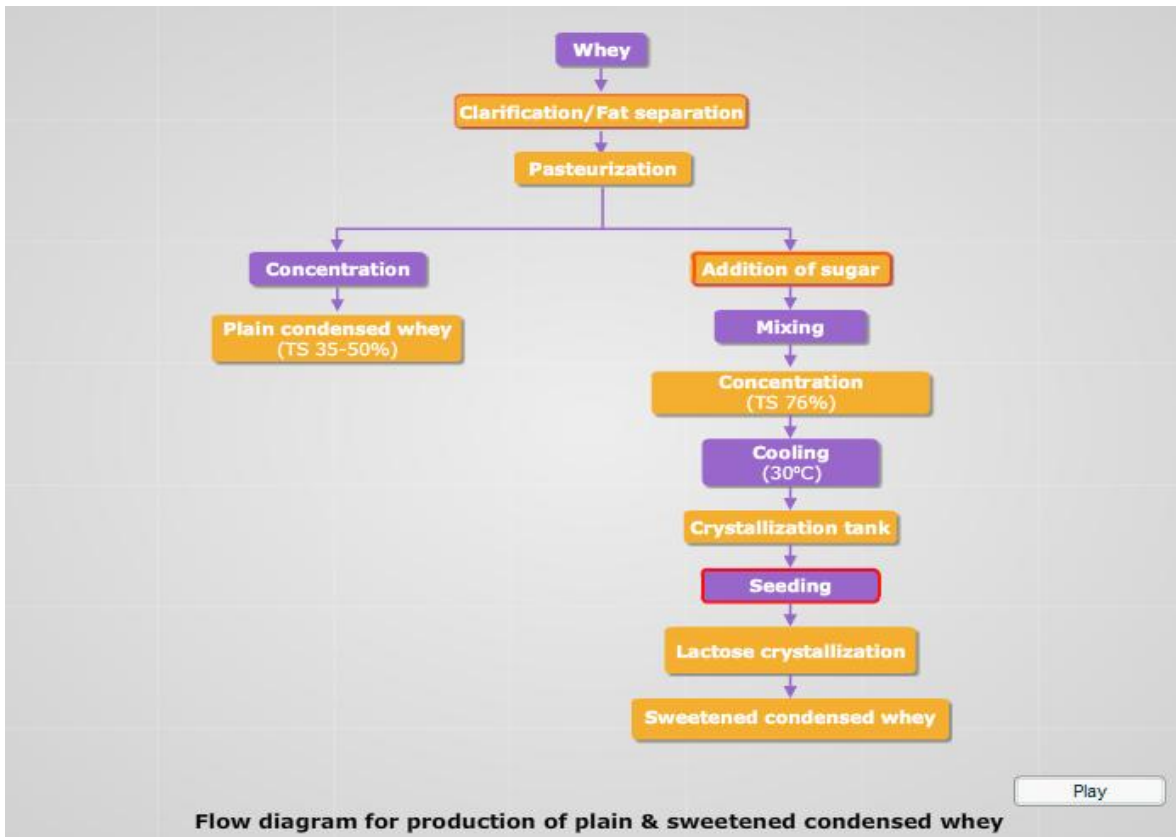 Whey
Clarification/Fat separation
Pasteurization
Concentration
Plain condensed whey
(TS 35-50%)
Addition of sugar
Mixing
Concentration
(TS 76%)
Cooling
(30ºC)
Crystallization tank
Seeding
Lactose crystallization
Sweetened condensed whey
Play
Flow diagram for production of plain & sweetened condensed whey